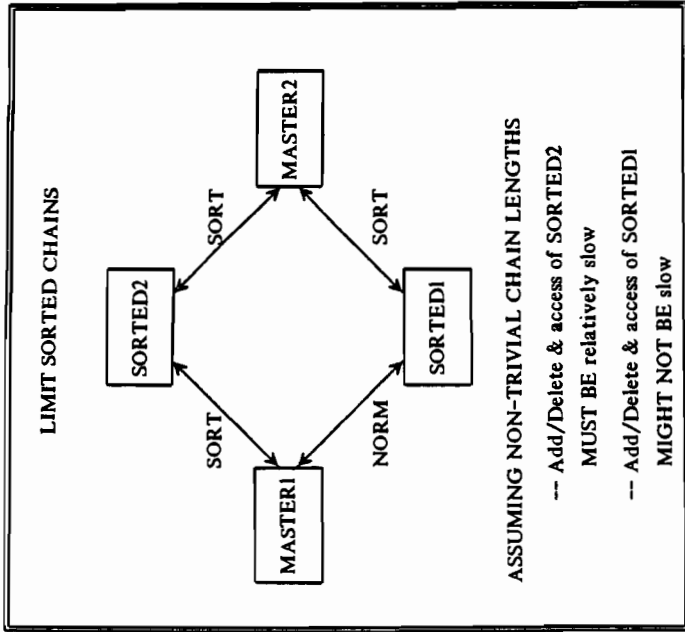 LIMIT SORTED CHAINS
SORTED2
SORT
SORT
MASTER1
MASTER2
NORM
SORT
SORTED1
ASSUMING NON-TRIVIAL CHAIN LENGTHS
-- Add/Delete & access of SORTED2
MUST BE relatively slow
-- Add/Delete & access of SORTED1
MIGHT NOT BE slow